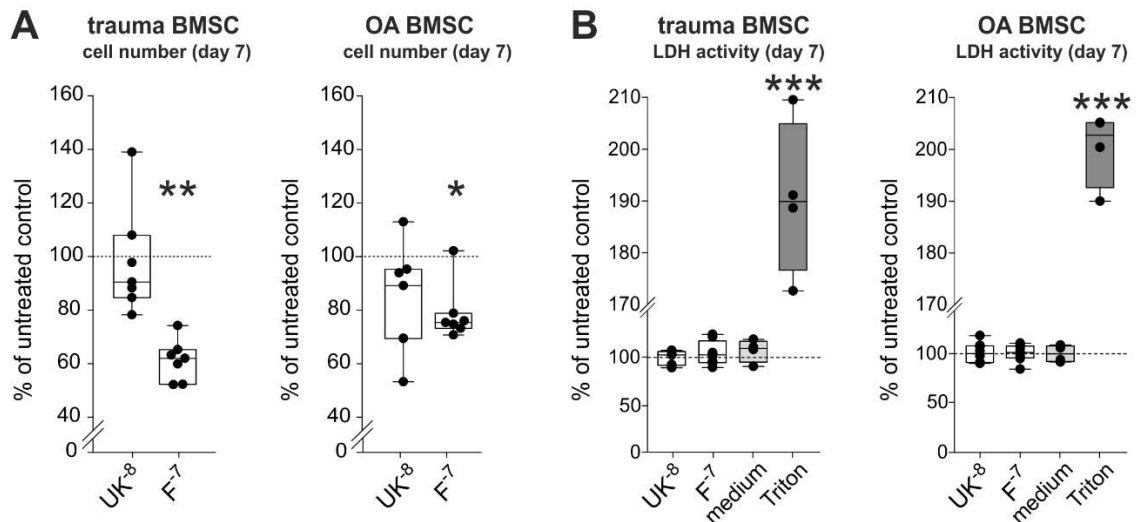 A
trauma BMSC
cell number (day 7)
% of untreated control
160
140
120
100
80
60
40
0
**
UK-8
F-7
OA BMSC
cell number (day 7)
% of untreated control
160
140
120
100
80
60
40
0
*
UK-8
F-7
B
trauma BMSC
LDH activity (day 7)
% of untreated control
210
200
190
180
170
100
50
0
***
UK-8
F-7
medium
Triton
OA BMSC
LDH activity (day 7)
% of untreated control
210
200
190
180
170
100
50
0
***
UK-8
F-7
medium
Triton